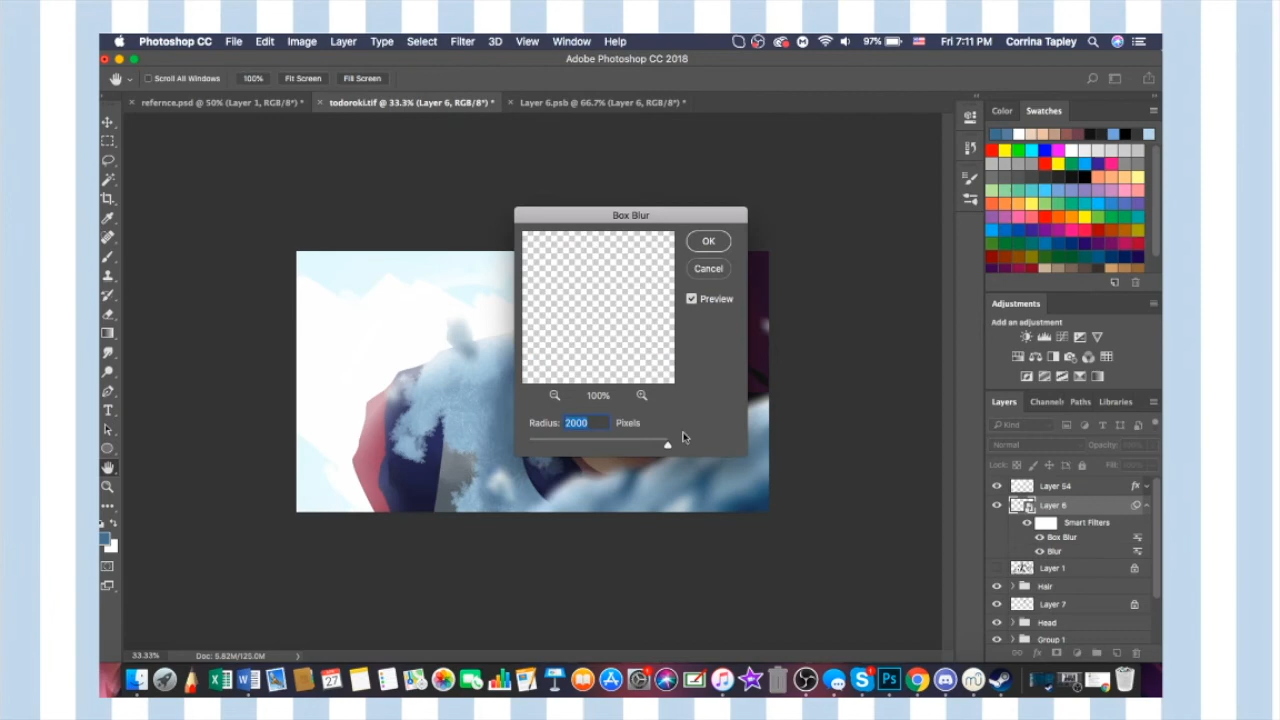 Photoshop CC File Edit Image Layer Type Select Filter 3D View Window Help 97% Fri 7:11 PM Corrina Tapley
Adobe Photoshop CC 2018
Scroll All Windows 100% Fit Screen Fill Screen
refernce.psd @ 50% (Layer 1, RGB/8*) * todoroki.tif @ 33.3% (Layer 6, RGB/8*) * Layer 6.psb @ 66.7% (Layer 6, RGB/8*) *
Color Swatches
Box Blur
OK
Cancel
Preview
100%
Radius: 2000 Pixels
Adjustments
Add an adjustment
Layers Channels Paths Libraries
Kind
Normal Opacity:
Lock: Fill:
Layer 54 fx
Layer 6
Smart Filters
Box Blur
Blur
Layer 1
Hair
Layer 7
Head
Group 1
33.33% Doc: 5.82M/125.0M